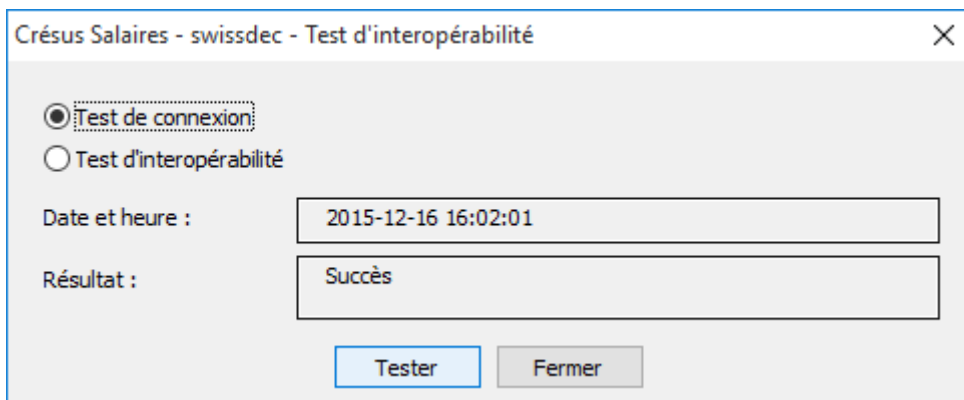 Crésus Salaires - swissdec - Test d'interopérabilité
Test de connexion
Test d'interopérabilité
Date et heure : 2015-12-16 16:02:01
Résultat : Succès
Tester Fermer